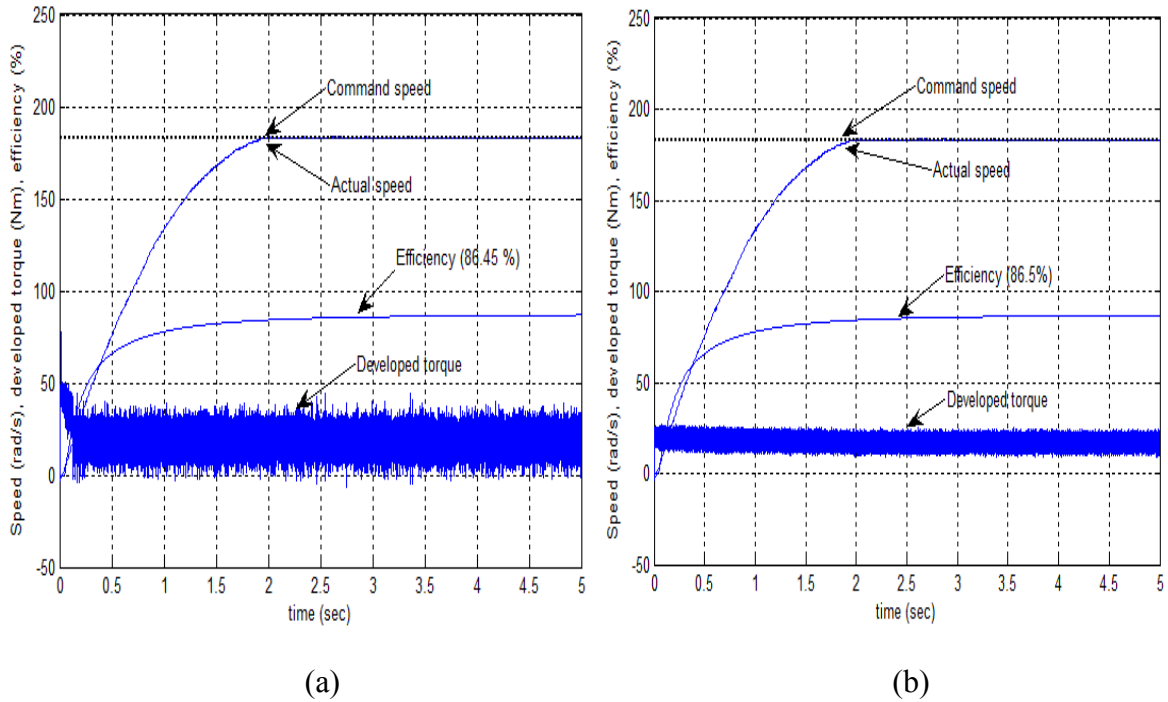 Speed (rad/s), developed torque (Nm), efficiency (%)
250
200
150
100
50
0
-50
Command speed
Actual speed
Efficiency (86.45 %)
Developed torque
0 0.5 1 1.5 2 2.5 3 3.5 4 4.5 5
time (sec)
(a)
Speed (rad/s), developed torque (Nm), efficiency (%)
250
200
150
100
50
0
-50
Command speed
Actual speed
Efficiency (86.5%)
Developed torque
0 0.5 1 1.5 2 2.5 3 3.5 4 4.5 5
time (sec)
(b)